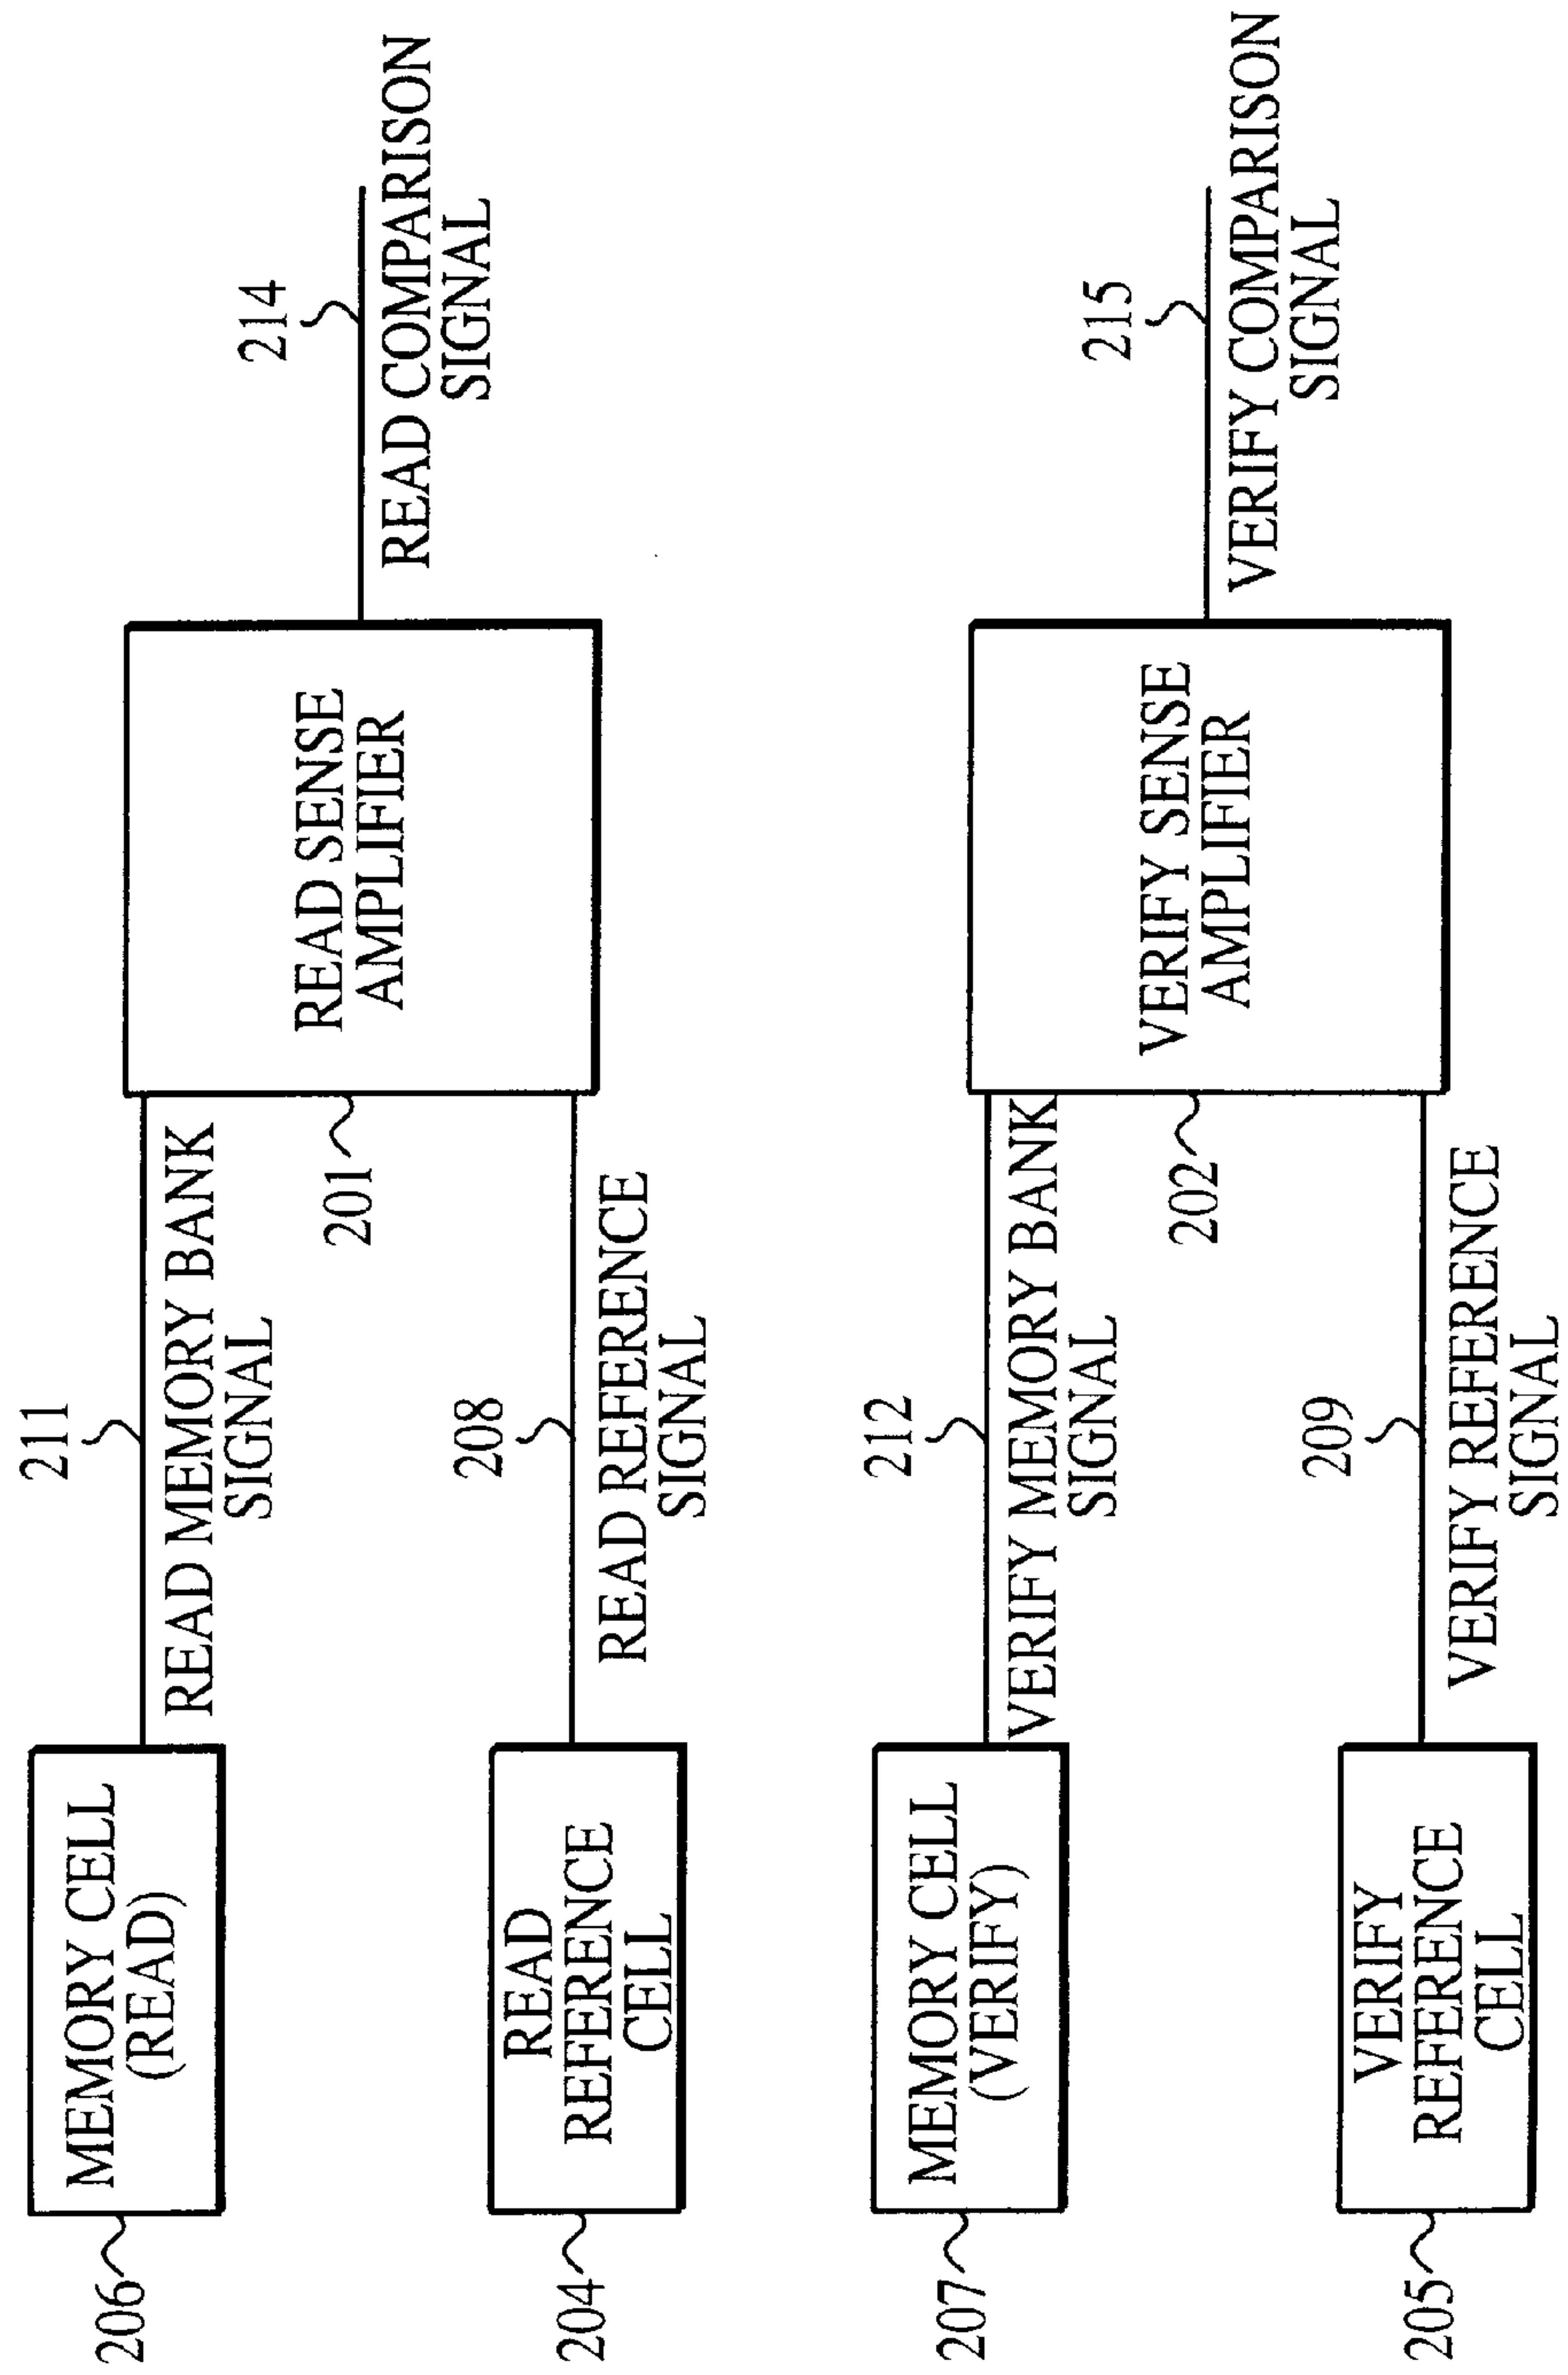 206
MEMORY CELL
(READ)
211
READ MEMORY BANK
SIGNAL
204
READ
REFERENCE
CELL
208
READ REFERENCE
SIGNAL
201
READ SENSE
AMPLIFIER
214
READ COMPARISON
SIGNAL
207
MEMORY CELL
(VERIFY)
212
VERIFY MEMORY BANK
SIGNAL
205
VERIFY
REFERENCE
CELL
209
VERIFY REFERENCE
SIGNAL
202
VERIFY SENSE
AMPLIFIER
215
VERIFY COMPARISON
SIGNAL